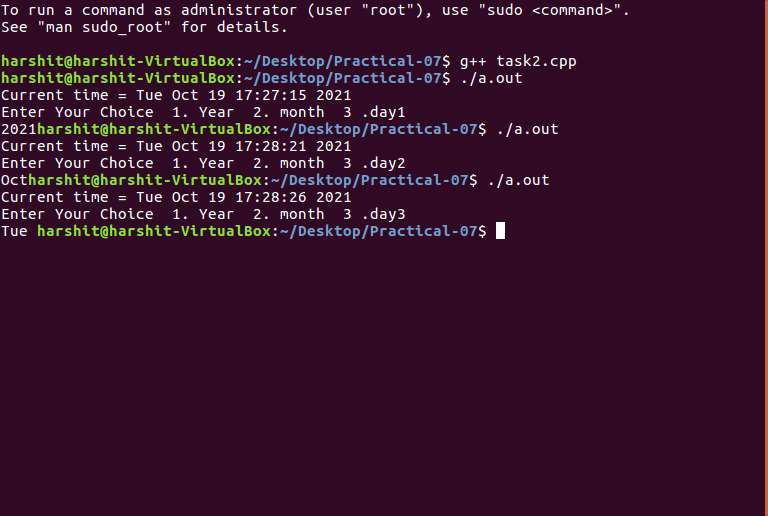 To run a command as administrator (user "root"), use "sudo <command>".
See "man sudo_root" for details.
harshit@harshit-VirtualBox:~/Desktop/Practical-07$ g++ task2.cpp
harshit@harshit-VirtualBox:~/Desktop/Practical-07$ ./a.out
Current time = Tue Oct 19 17:27:15 2021
Enter Your Choice  1. Year  2. month  3 .day1
2021harshit@harshit-VirtualBox:~/Desktop/Practical-07$ ./a.out
Current time = Tue Oct 19 17:28:21 2021
Enter Your Choice  1. Year  2. month  3 .day2
Octharshit@harshit-VirtualBox:~/Desktop/Practical-07$ ./a.out
Current time = Tue Oct 19 17:28:26 2021
Enter Your Choice  1. Year  2. month  3 .day3
Tue harshit@harshit-VirtualBox:~/Desktop/Practical-07$